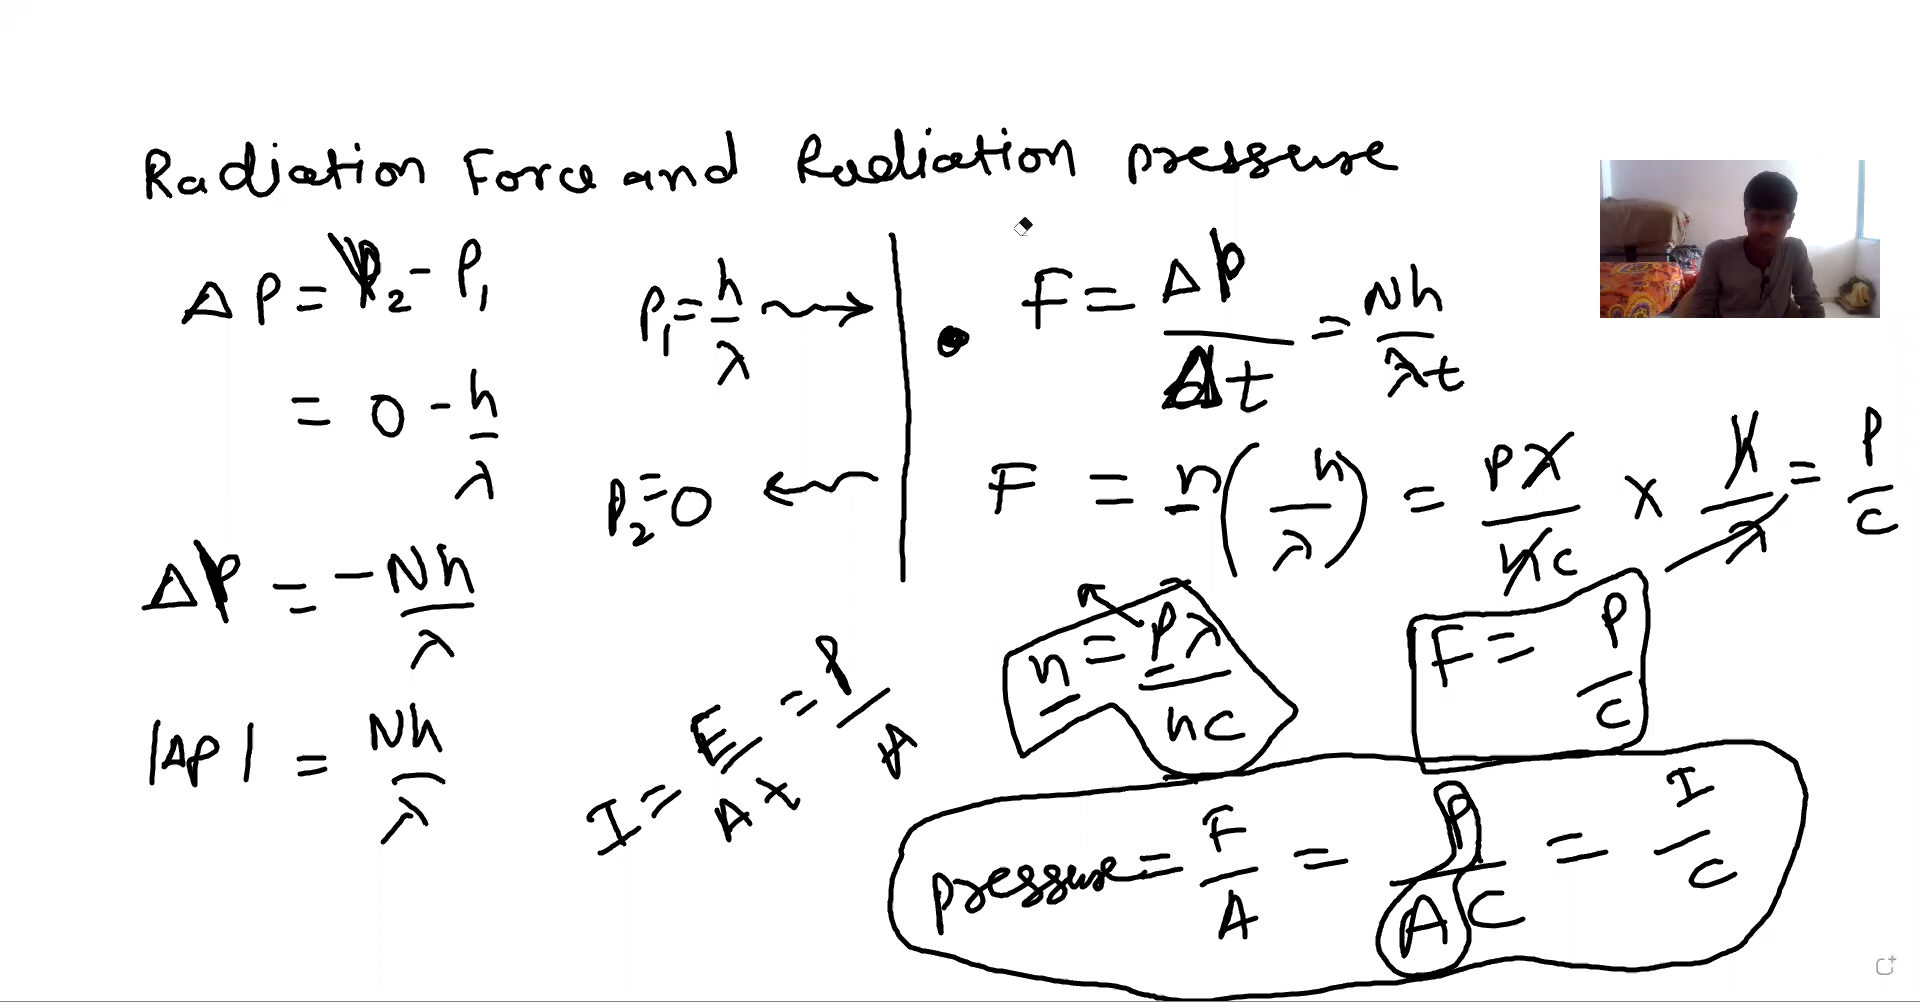 Radiation Force and Radiation pressure
ΔP = P₂ - P₁
= 0 - h/λ
ΔP = -Nh/λ
|ΔP| = Nh/λ
P₁ = h/λ
P₂ = 0
I = E/At = P/A
F = Δp/Δt = Nh/λt
F = n(h/λ) = Pλ/hc × h/λ = P/c
n = Pλ/hc
F = P/c
pressure = F/A = P/AC = I/C